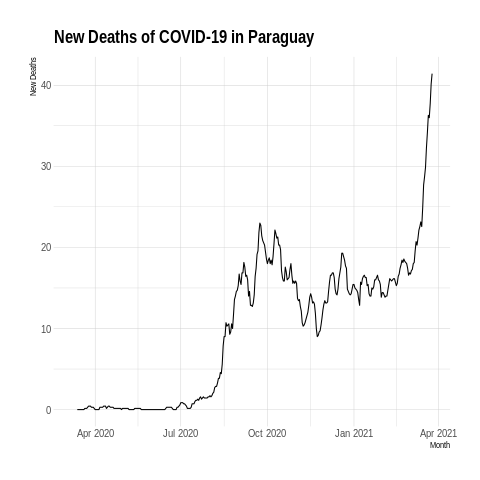 New Deaths of COVID-19 in Paraguay
New Deaths
40
30
20
10
0
Apr 2020
Jul 2020
Oct 2020
Jan 2021
Apr 2021
Month